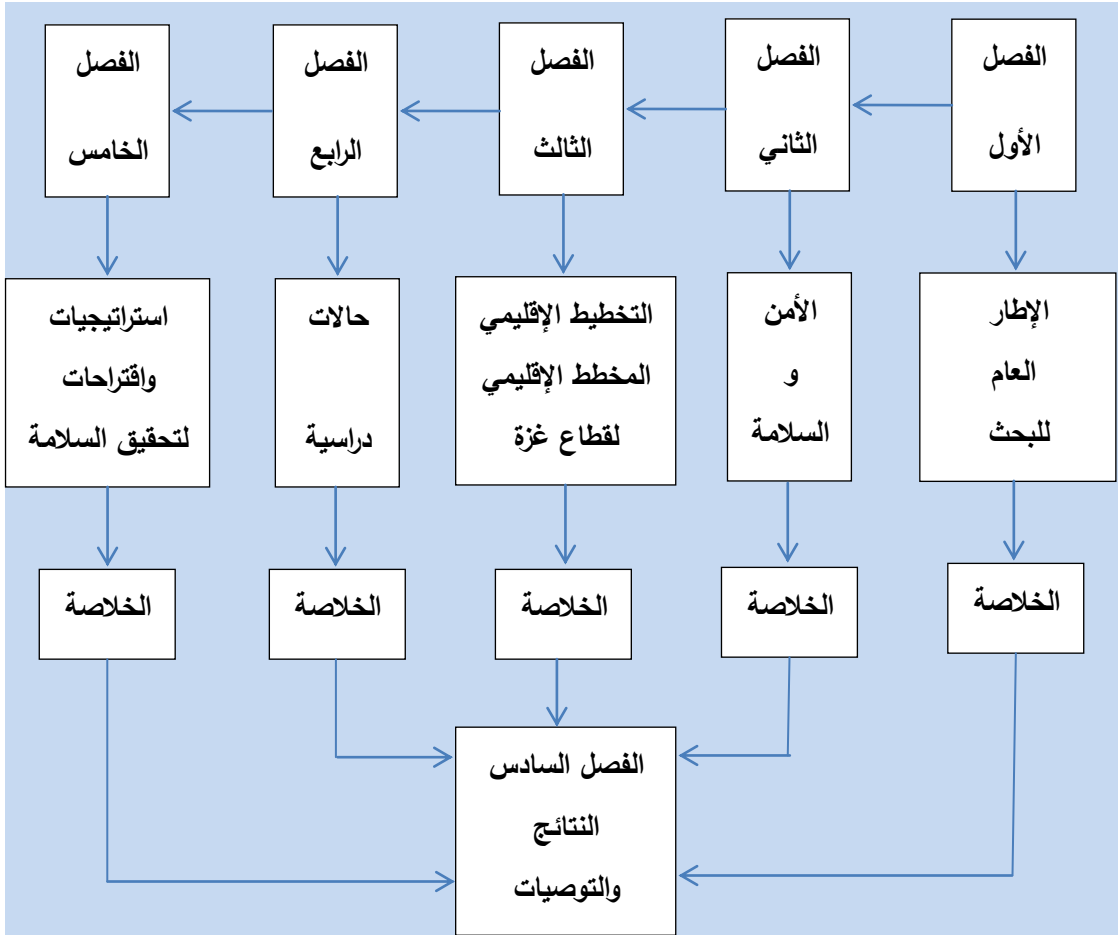 الفصل
الأول
الفصل
الثاني
الفصل
الثالث
الفصل
الرابع
الفصل
الخامس
الإطار
العام
للبحث
الأمن
و
السلامة
التخطيط الإقليمي
المخطط الإقليمي
لقطاع غزة
حالات
دراسية
استراتيجيات
واقتراحات
لتحقيق السلامة
الخلاصة
الخلاصة
الخلاصة
الخلاصة
الخلاصة
الفصل السادس
النتائج
والتوصيات